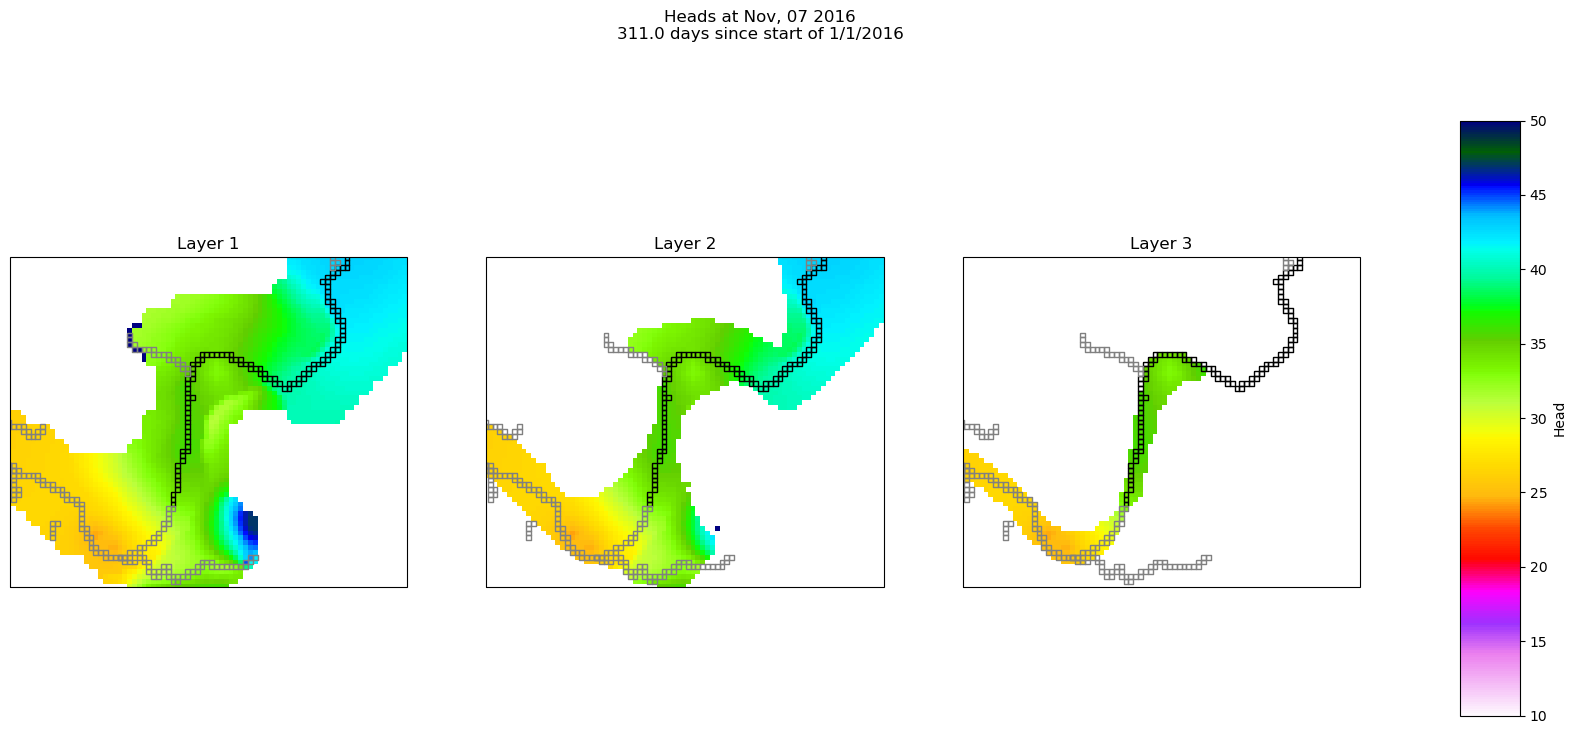 Heads at Nov, 07 2016
311.0 days since start of 1/1/2016
Layer 1
Layer 2
Layer 3
50
45
40
35
30
25
20
15
10
Head